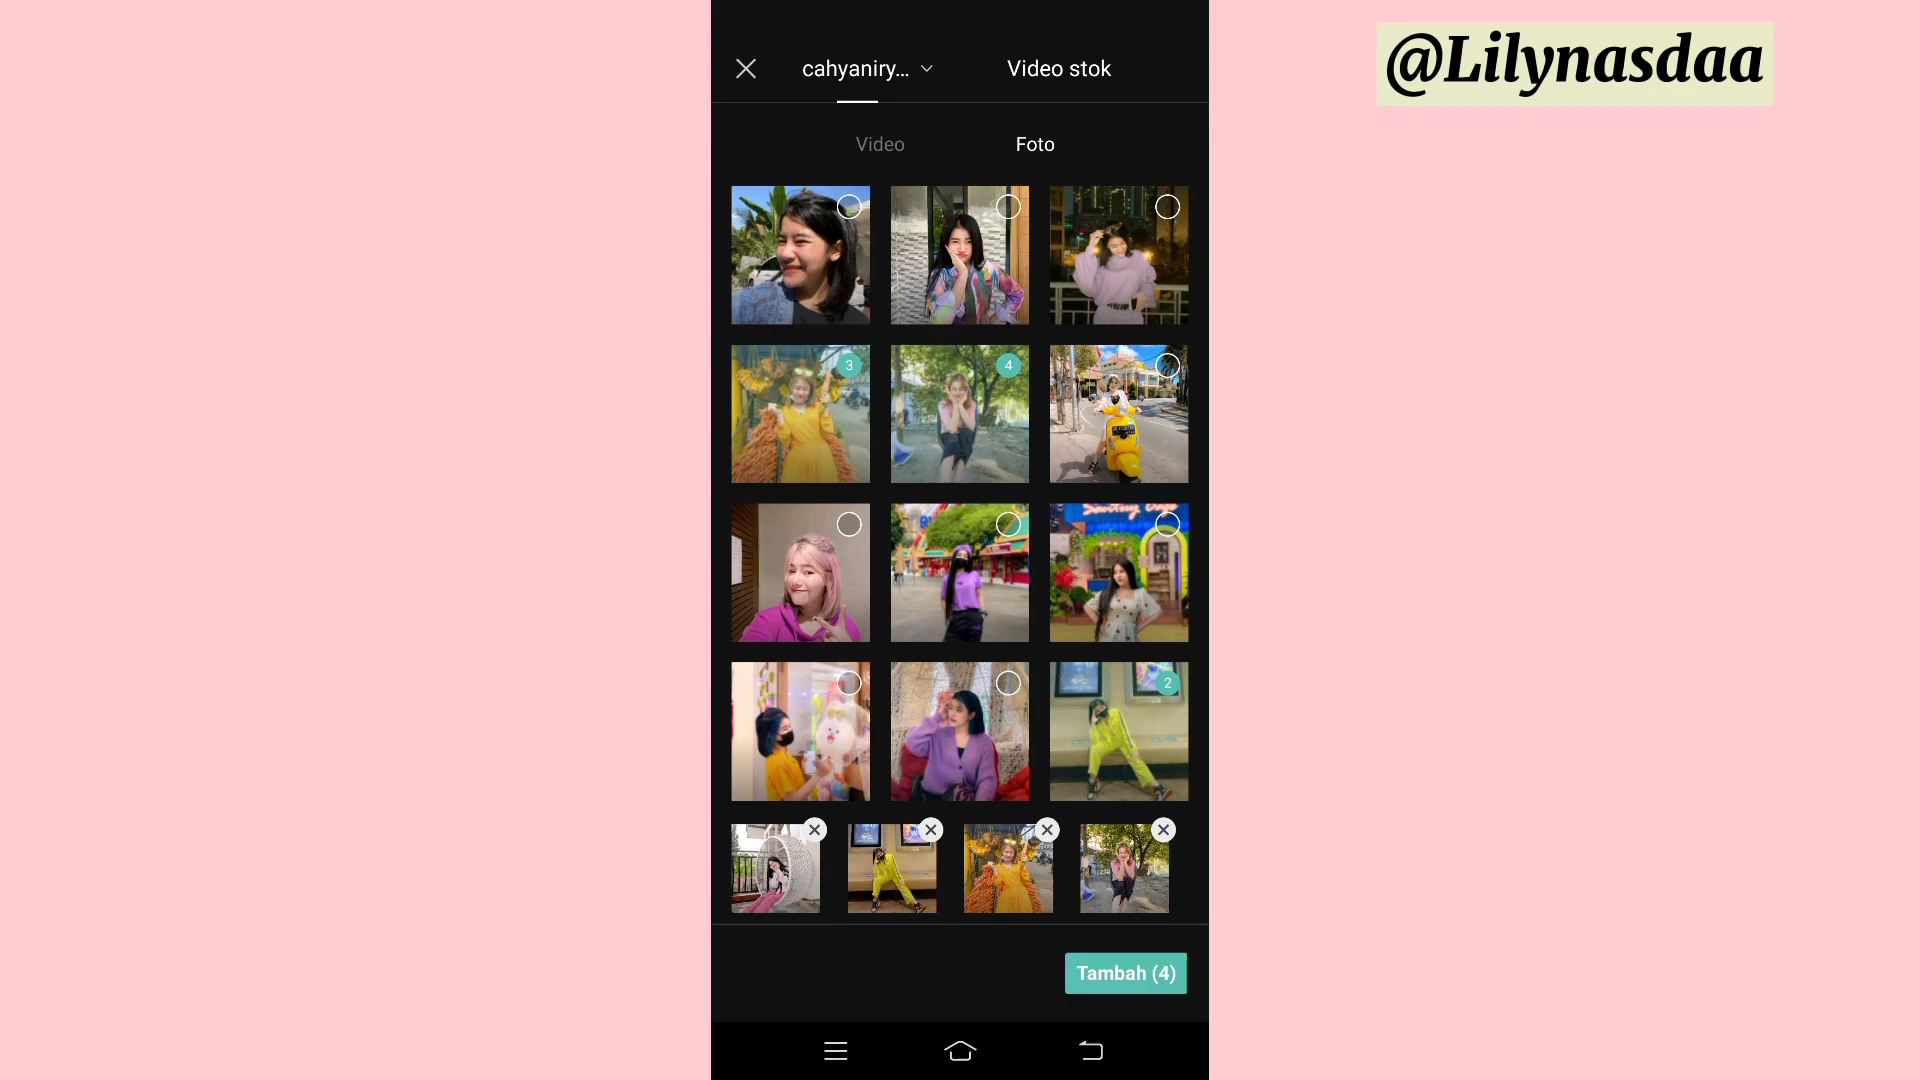 @Lilynasdaa
cahyaniry...
Video stok
Video
Foto
3
4
2
Tambah (4)